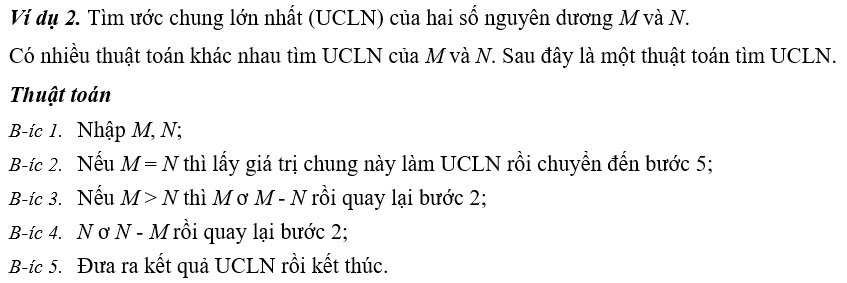 Ví dụ 2. Tìm ước chung lớn nhất (UCLN) của hai số nguyên dương M và N.
Có nhiều thuật toán khác nhau tìm UCLN của M và N. Sau đây là một thuật toán tìm UCLN.
Thuật toán
B-íc 1. Nhập M, N;
B-íc 2. Nếu M = N thì lấy giá trị chung này làm UCLN rồi chuyển đến bước 5;
B-íc 3. Nếu M > N thì M ơ M - N rồi quay lại bước 2;
B-íc 4. N ơ N - M rồi quay lại bước 2;
B-íc 5. Đưa ra kết quả UCLN rồi kết thúc.